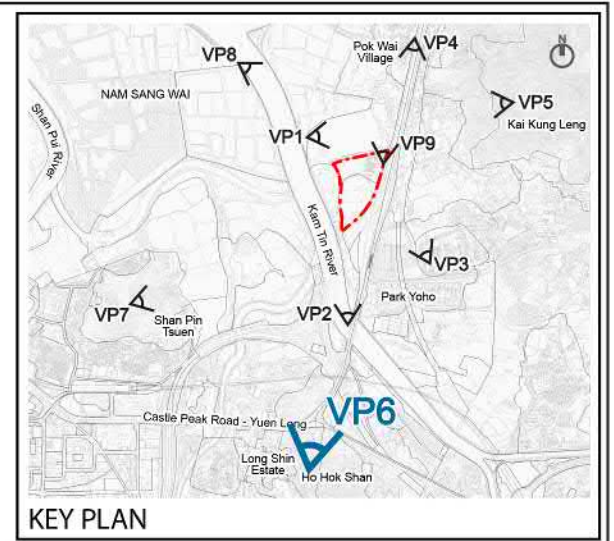 N
VP8
Pok Wai
Village
VP4
NAM SANG WAI
VP5
Kai Kung Leng
VP1
VP9
Shan Pui River
Kam Tin River
VP3
Park Yoho
VP7
Shan Pin
Tsuen
VP2
Castle Peak Road - Yuen Long
VP6
Long Shin
Estate
Ho Hok Shan
KEY PLAN